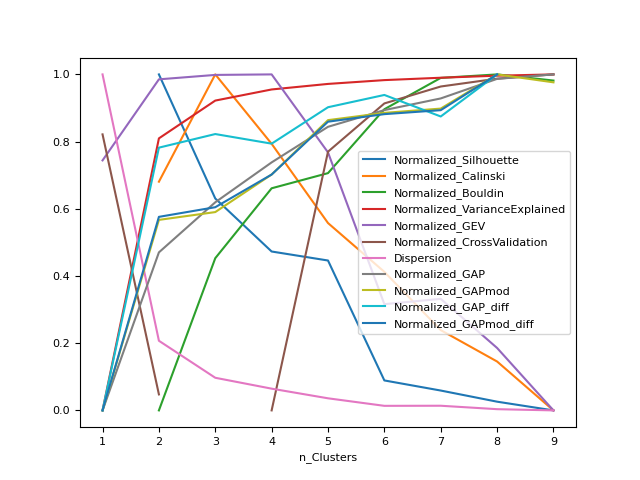 1.0
0.8
0.6
0.4
0.2
0.0
Normalized_Silhouette
Normalized_Calinski
Normalized_Bouldin
Normalized_VarianceExplained
Normalized_GEV
Normalized_CrossValidation
Dispersion
Normalized_GAP
Normalized_GAPmod
Normalized_GAP_diff
Normalized_GAPmod_diff
1 2 3 4 5 6 7 8 9
n_Clusters